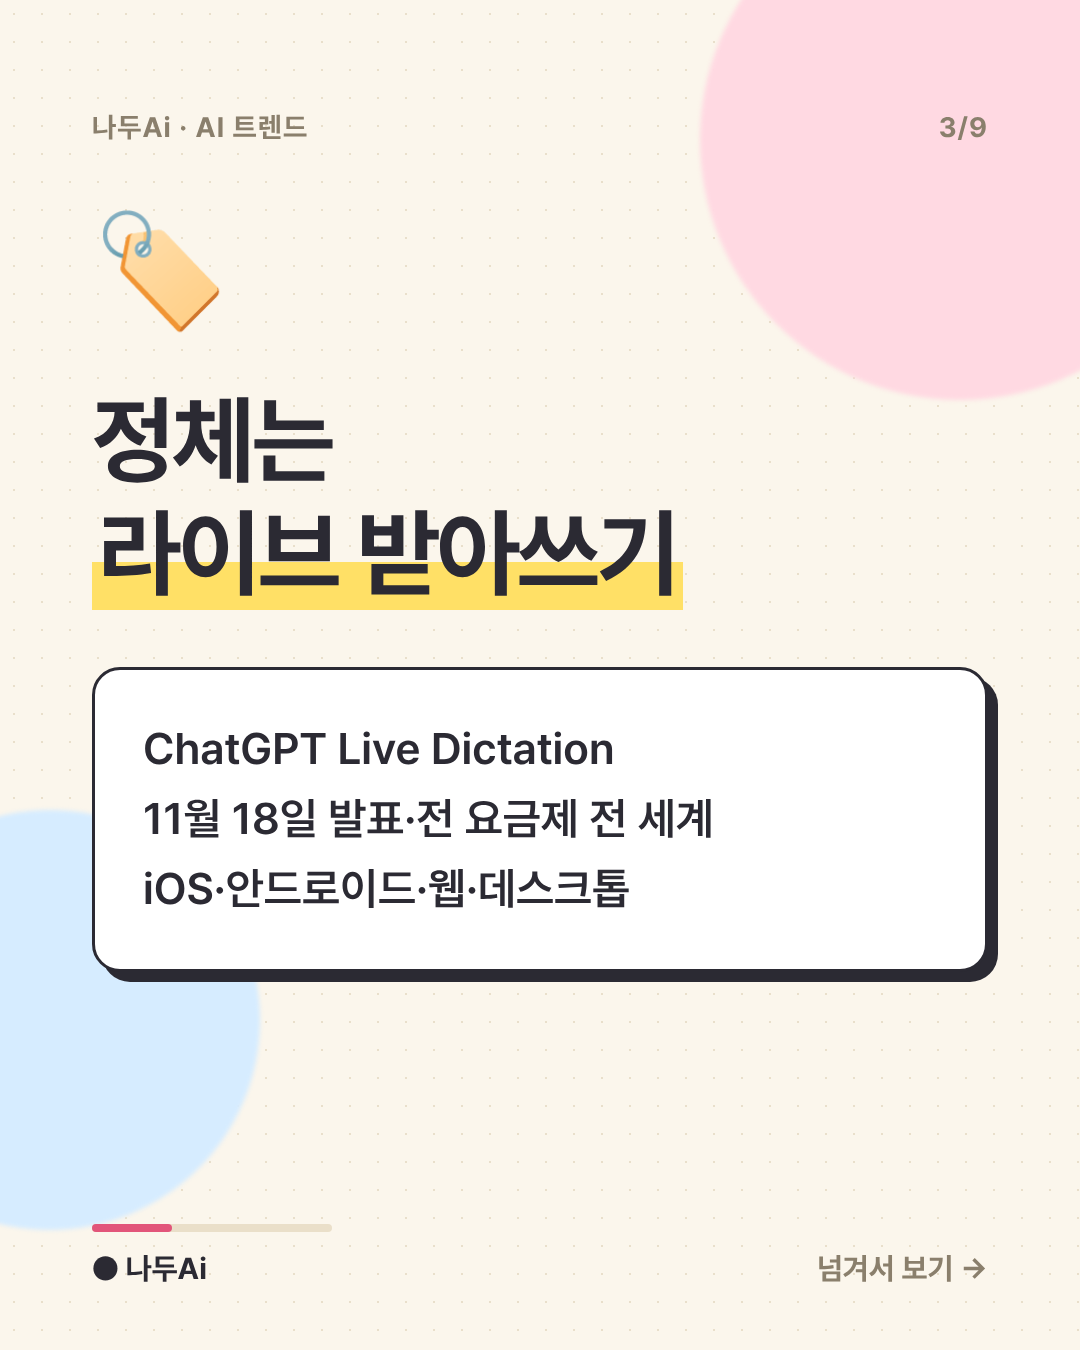 나두Ai · AI 트렌드
3/9
정체는
라이브 받아쓰기
ChatGPT Live Dictation
11월 18일 발표·전 요금제 전 세계
iOS·안드로이드·웹·데스크톱
● 나두Ai
넘겨서 보기 →